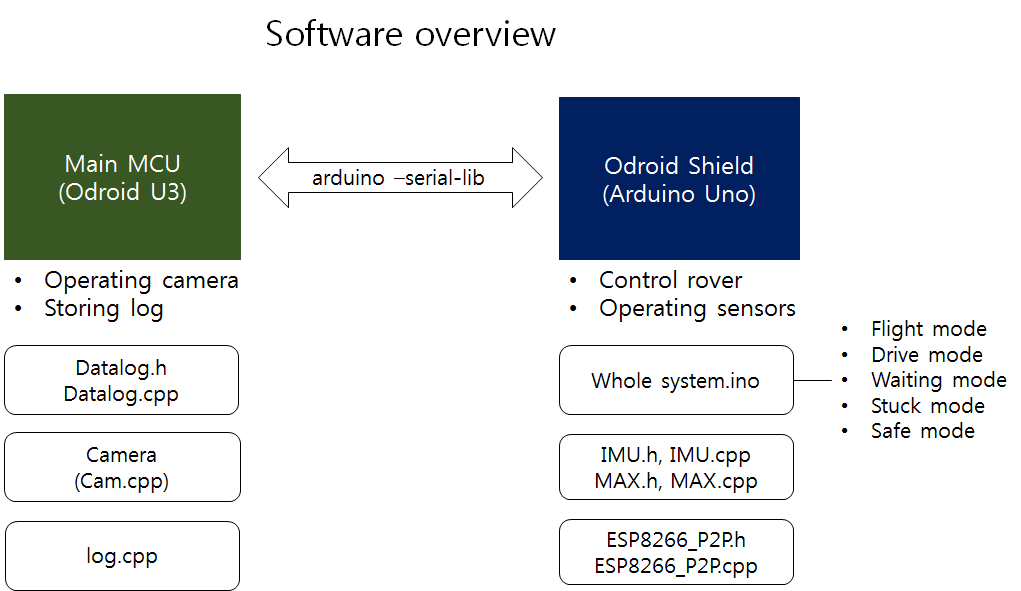 Software overview
Main MCU
(Odroid U3)
arduino –serial-lib
Odroid Shield
(Arduino Uno)
• Operating camera
• Storing log
• Control rover
• Operating sensors
Datalog.h
Datalog.cpp
Camera
(Cam.cpp)
log.cpp
Whole system.ino
• Flight mode
• Drive mode
• Waiting mode
• Stuck mode
• Safe mode
IMU.h, IMU.cpp
MAX.h, MAX.cpp
ESP8266_P2P.h
ESP8266_P2P.cpp